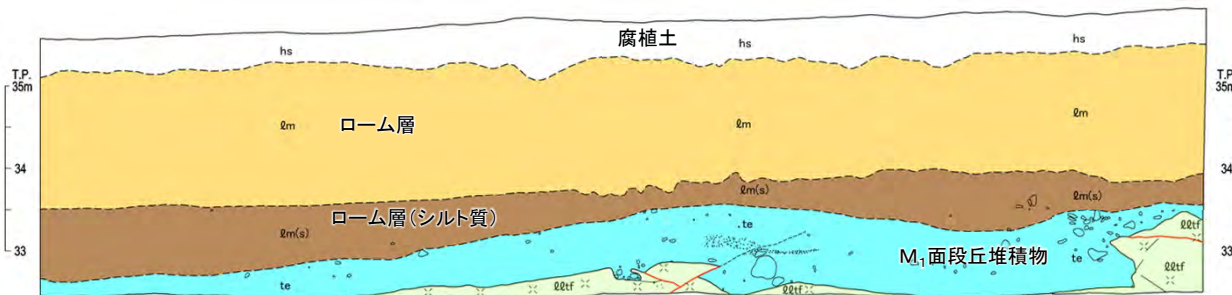 腐植土
hs
hs
hs
T.P.
35m
T.P.
35m
ℓm
ローム層
ℓm
ℓm
34
34
ℓm(s)
ℓm(s)
ローム層(シルト質)
ℓm(s)
te
33
33
M₁面段丘堆積物
te
te
ℓℓtf
ℓℓtf
ℓℓtf
ℓℓtf